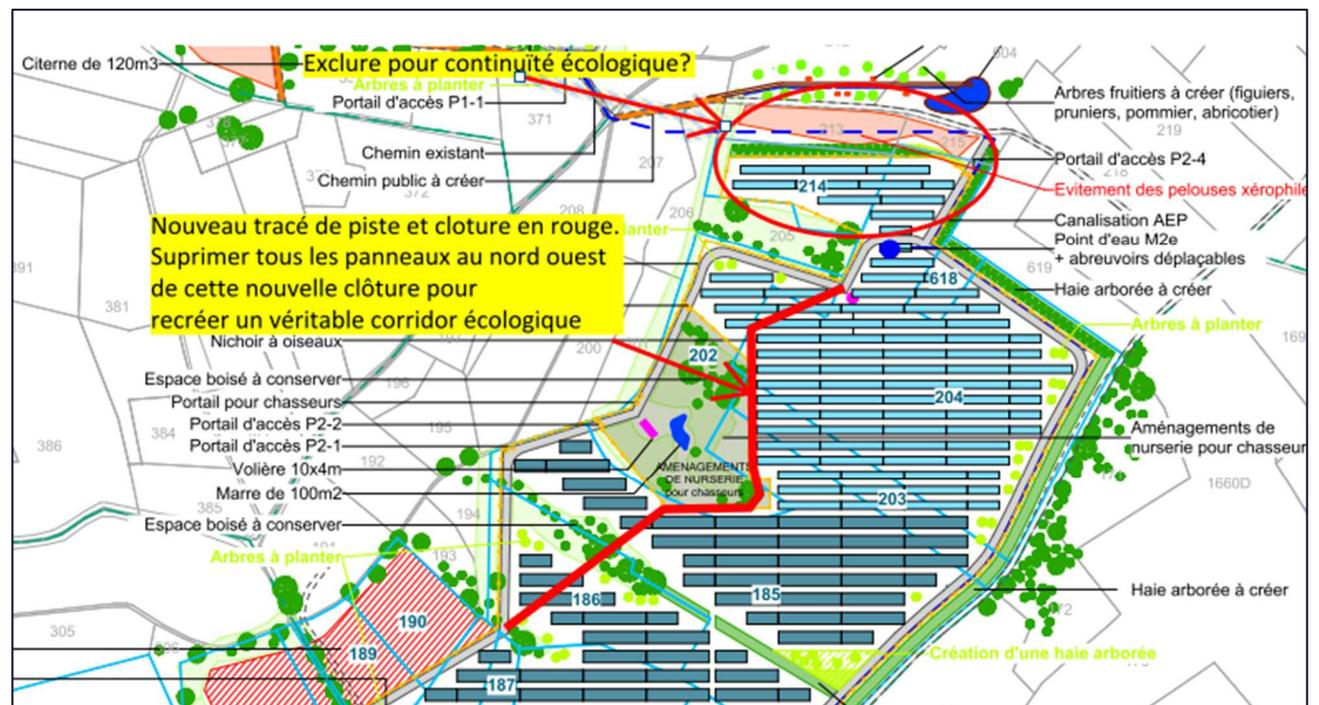 Citerne de 120m3
Exclure pour continuïté écologique?
Arbres à planter
Portail d'accès P1-1
Chemin existant
Chemin public à créer
Nouveau tracé de piste et cloture en rouge.
Suprimer tous les panneaux au nord ouest
de cette nouvelle clôture pour
recréer un véritable corridor écologique
Nichoir à oiseaux
Espace boisé à conserver
Portail pour chasseurs
Portail d'accès P2-2
Portail d'accès P2-1
Volière 10x4m
Marre de 100m2
Espace boisé à conserver
Arbres à planter
Arbres fruitiers à créer (figuiers,
pruniers, pommier, abricotier)
Portail d'accès P2-4
Evitement des pelouses xérophile
Canalisation AEP
Point d'eau M2e
+ abreuvoirs déplaçables
Haie arborée à créer
Arbres à planter
Aménagements de
nurserie pour chasseur
Haie arborée à créer
Création d'une haie arborée
AMENAGEMENTS
DE NURSERIE
pour chasseurs
371
372
207
208
206
205
213
215
214
604
219
218
619
618
391
381
200
202
204
203
386
384
195
192
385
194
193
1660D
186
185
190
189
187
305